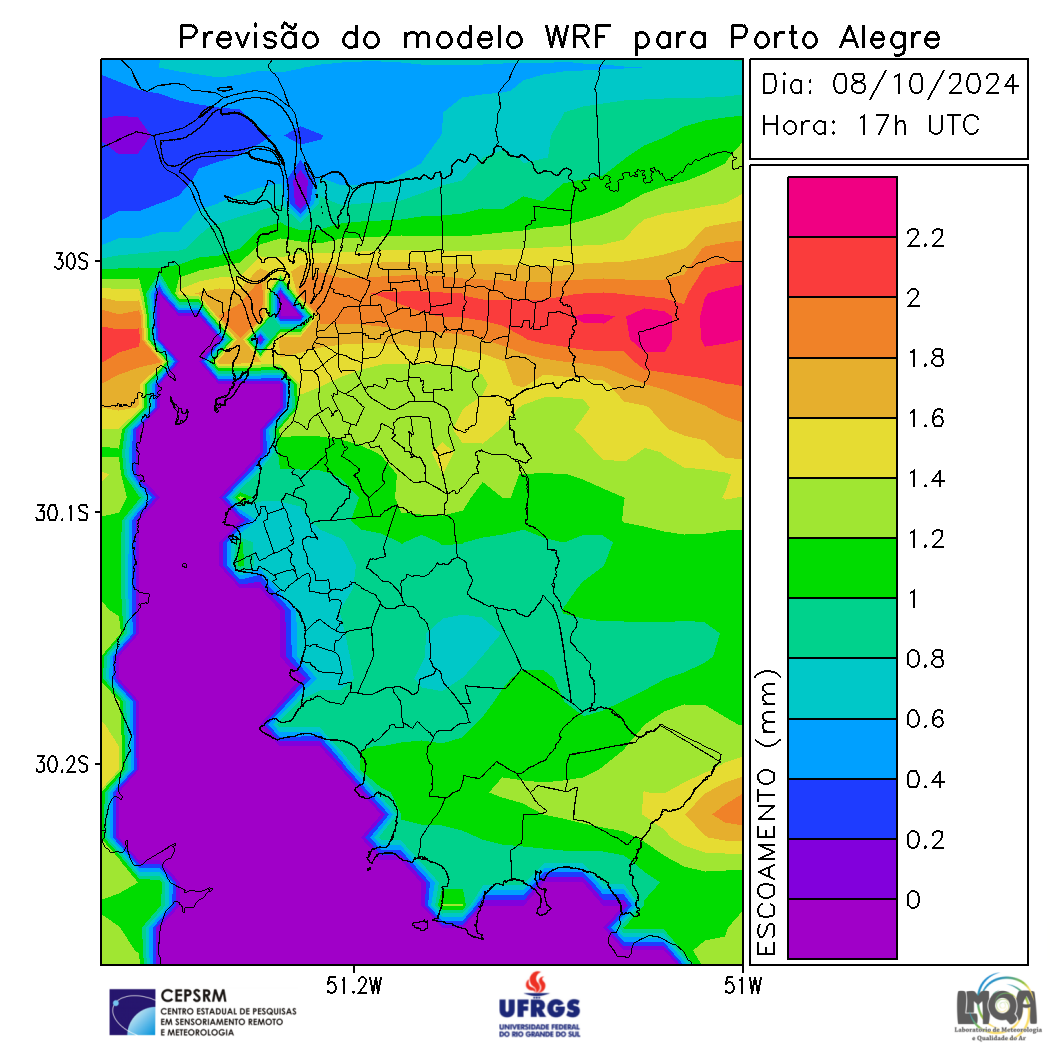 Previsão do modelo WRF para Porto Alegre
Dia: 08/10/2024
Hora: 17h UTC
30S
30.1S
30.2S
51.2W
51W
ESCOAMENTO (mm)
2.2
2
1.8
1.6
1.4
1.2
1
0.8
0.6
0.4
0.2
0
CEPSRM
CENTRO ESTADUAL DE PESQUISAS
EM SENSORIAMENTO REMOTO
E METEOROLOGIA
UFRGS
UNIVERSIDADE FEDERAL
DO RIO GRANDE DO SUL
LMQA
Laboratório de Meteorologia
e Qualidade do Ar